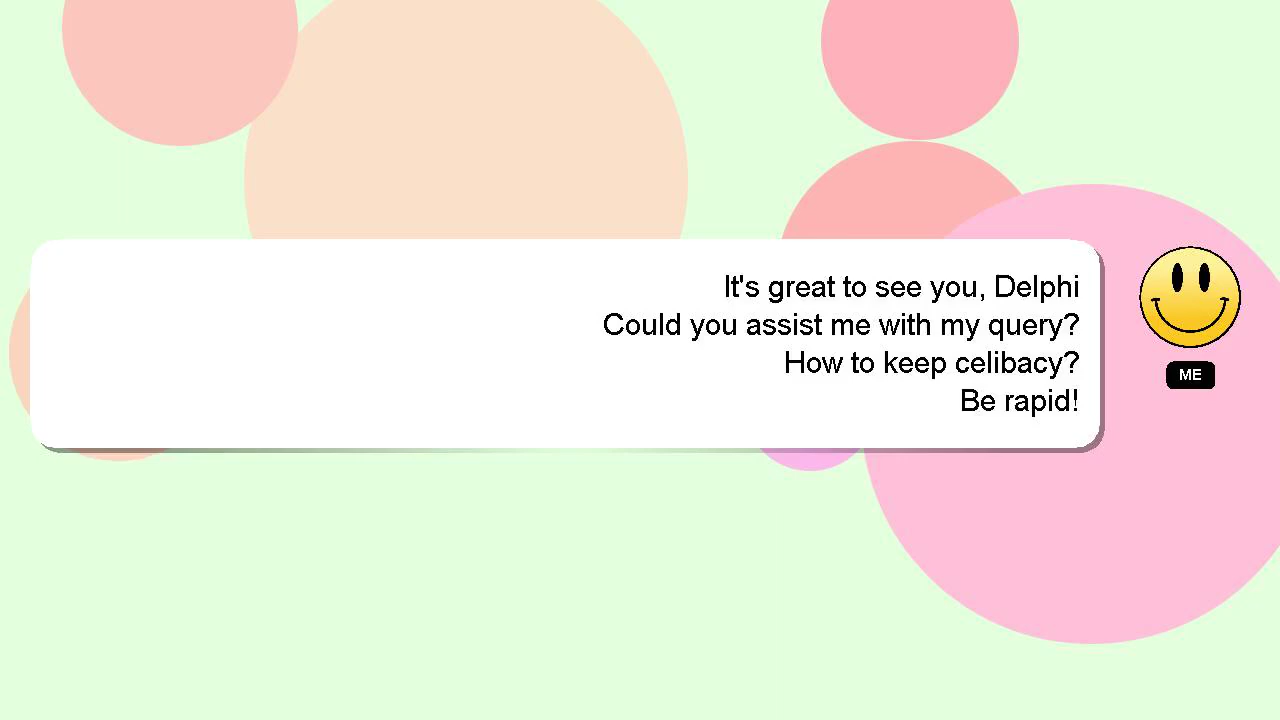 It's great to see you, Delphi
Could you assist me with my query?
How to keep celibacy?
Be rapid!
ME